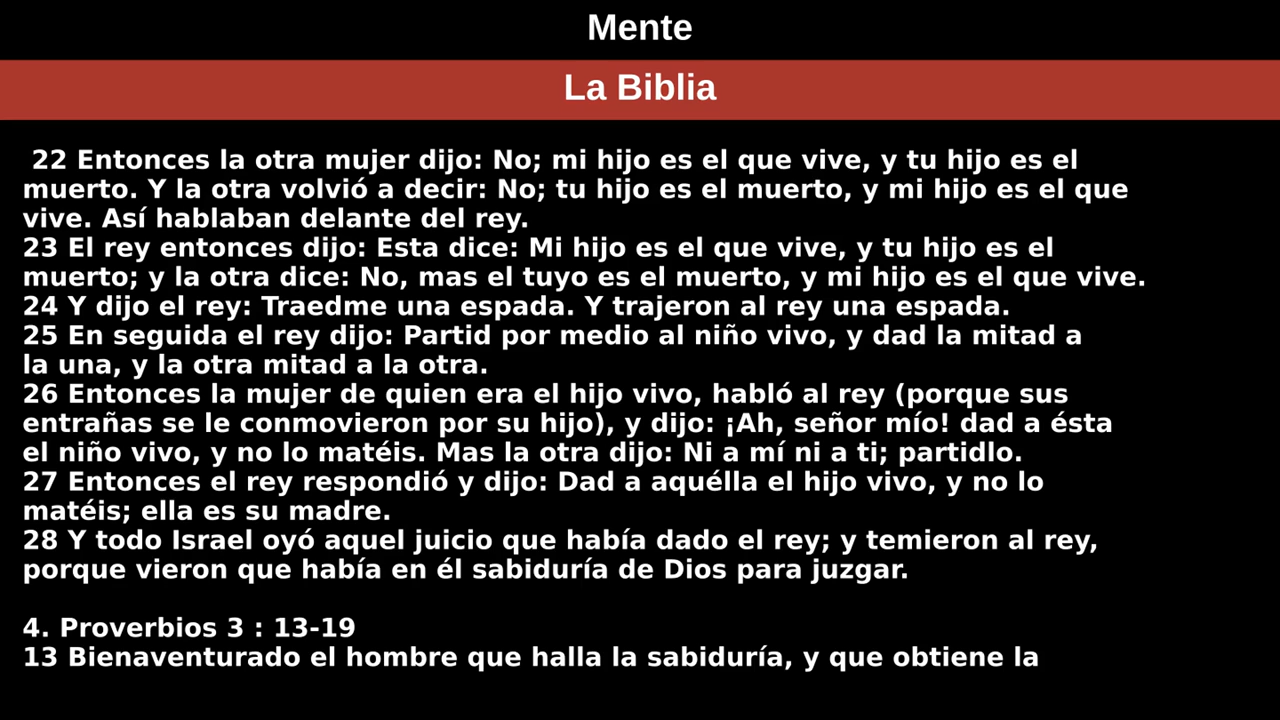 Mente
La Biblia
22 Entonces la otra mujer dijo: No; mi hijo es el que vive, y tu hijo es el
muerto. Y la otra volvió a decir: No; tu hijo es el muerto, y mi hijo es el que
vive. Así hablaban delante del rey.
23 El rey entonces dijo: Esta dice: Mi hijo es el que vive, y tu hijo es el
muerto; y la otra dice: No, mas el tuyo es el muerto, y mi hijo es el que vive.
24 Y dijo el rey: Traedme una espada. Y trajeron al rey una espada.
25 En seguida el rey dijo: Partid por medio al niño vivo, y dad la mitad a
la una, y la otra mitad a la otra.
26 Entonces la mujer de quien era el hijo vivo, habló al rey (porque sus
entrañas se le conmovieron por su hijo), y dijo: ¡Ah, señor mío! dad a ésta
el niño vivo, y no lo matéis. Mas la otra dijo: Ni a mí ni a ti; partidlo.
27 Entonces el rey respondió y dijo: Dad a aquélla el hijo vivo, y no lo
matéis; ella es su madre.
28 Y todo Israel oyó aquel juicio que había dado el rey; y temieron al rey,
porque vieron que había en él sabiduría de Dios para juzgar.
4. Proverbios 3 : 13-19
13 Bienaventurado el hombre que halla la sabiduría, y que obtiene la